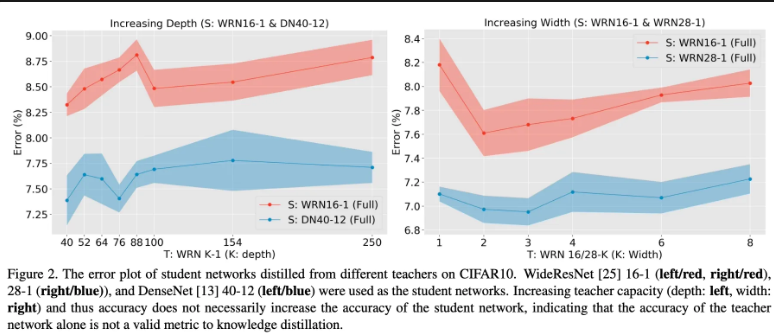 Increasing Depth (S: WRN16-1 & DN40-12)
9.00
8.75
8.50
8.25
8.00
7.75
7.50
7.25
Error (%)
S: WRN16-1 (Full)
S: DN40-12 (Full)
40 52 64 76 88 100 154 250
T: WRN K-1 (K: depth)
Increasing Width (S: WRN16-1 & WRN28-1)
8.4
8.2
8.0
7.8
7.6
7.4
7.2
7.0
6.8
Error (%)
S: WRN16-1 (Full)
S: WRN28-1 (Full)
1 2 3 4 6 8
T: WRN 16/28-K (K: Width)
Figure 2. The error plot of student networks distilled from different teachers on CIFAR10. WideResNet [25] 16-1 (left/red, right/red),
28-1 (right/blue)), and DenseNet [13] 40-12 (left/blue) were used as the student networks. Increasing teacher capacity (depth: left, width:
right) and thus accuracy does not necessarily increase the accuracy of the student network, indicating that the accuracy of the teacher
network alone is not a valid metric to knowledge distillation.